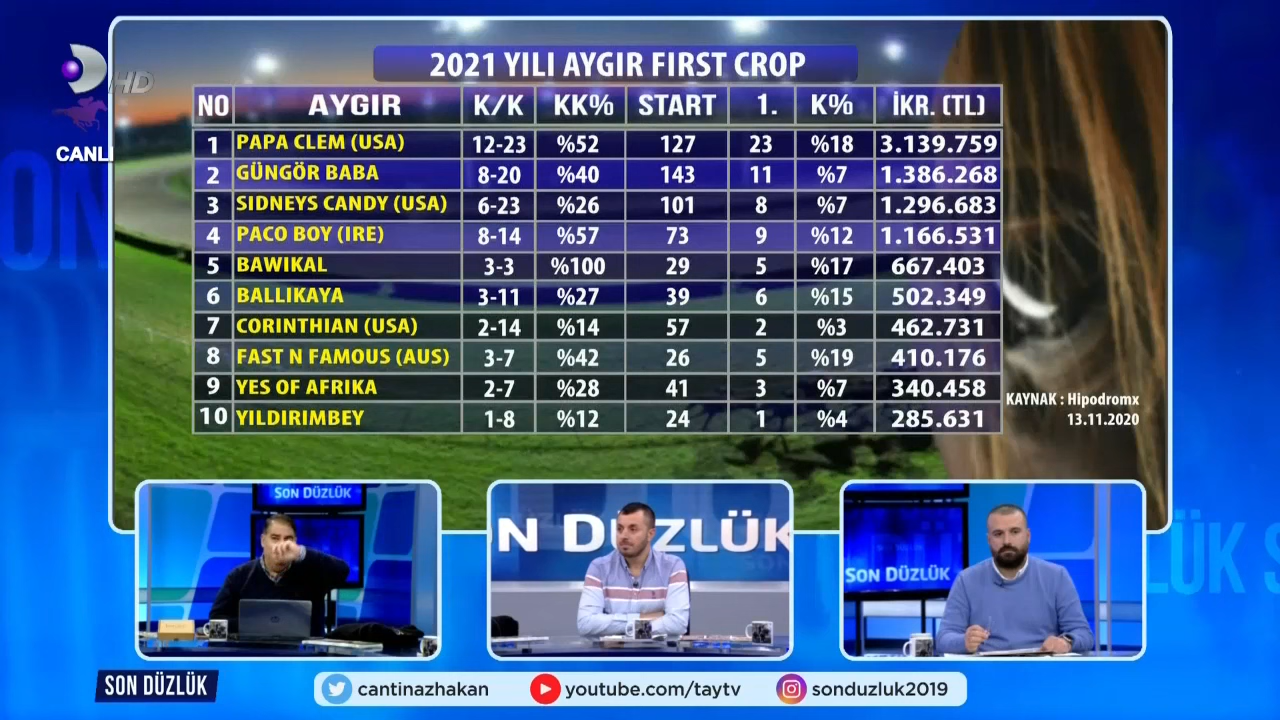 2021 YILI AYGIR FIRST CROP
HD
CANLI
NO AYGIR K/K KK% START 1. K% İKR. (TL)
1 PAPA CLEM (USA) 12-23 %52 127 23 %18 3.139.759
2 GÜNGÖR BABA 8-20 %40 143 11 %7 1.386.268
3 SIDNEYS CANDY (USA) 6-23 %26 101 8 %7 1.296.683
4 PACO BOY (IRE) 8-14 %57 73 9 %12 1.166.531
5 BAWIKAL 3-3 %100 29 5 %17 667.403
6 BALLIKAYA 3-11 %27 39 6 %15 502.349
7 CORINTHIAN (USA) 2-14 %14 57 2 %3 462.731
8 FAST N FAMOUS (AUS) 3-7 %42 26 5 %19 410.176
9 YES OF AFRIKA 2-7 %28 41 3 %7 340.458
10 YILDIRIMBEY 1-8 %12 24 1 %4 285.631
KAYNAK : Hipodromx
13.11.2020
SON DÜZLÜK
N DÜZLÜK
SON DÜZLÜK
SON DÜZLÜK
cantinazhakan
youtube.com/taytv
sonduzluk2019